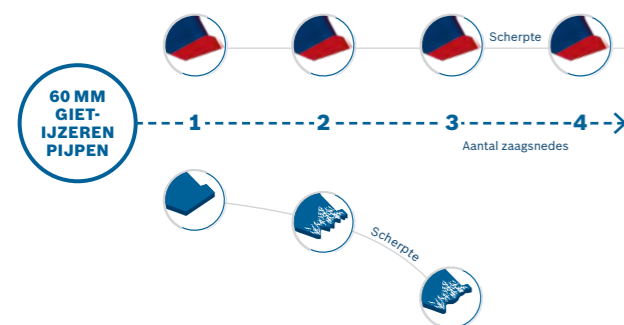 Scherpte
60 MM
GIET-
IJZEREN
PIJPEN
1 2 3 4
Aantal zaagsnedes
Scherpte